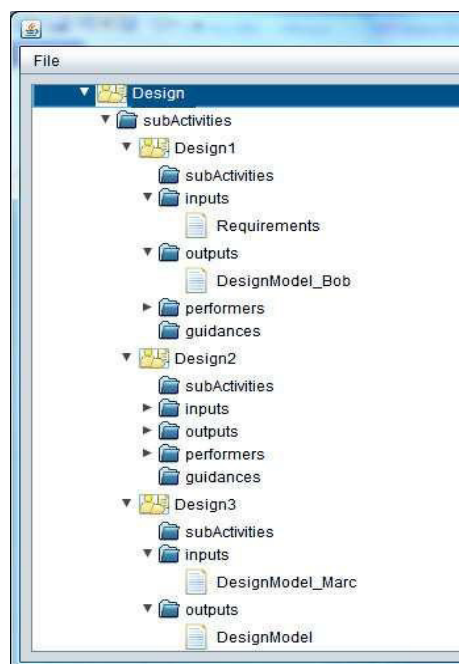 File
Design
subActivities
Design1
subActivities
inputs
Requirements
outputs
DesignModel_Bob
performers
guidances
Design2
subActivities
inputs
outputs
performers
guidances
Design3
subActivities
inputs
DesignModel_Marc
outputs
DesignModel